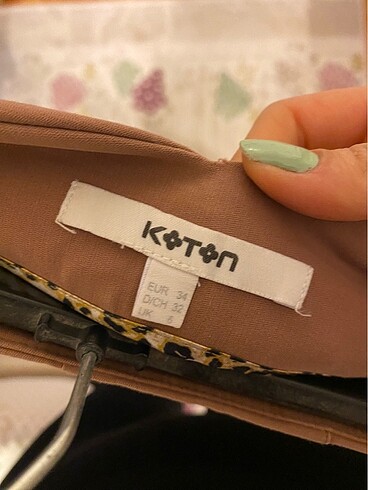 KOTON
EUR 34
D/CH 32
UK 6